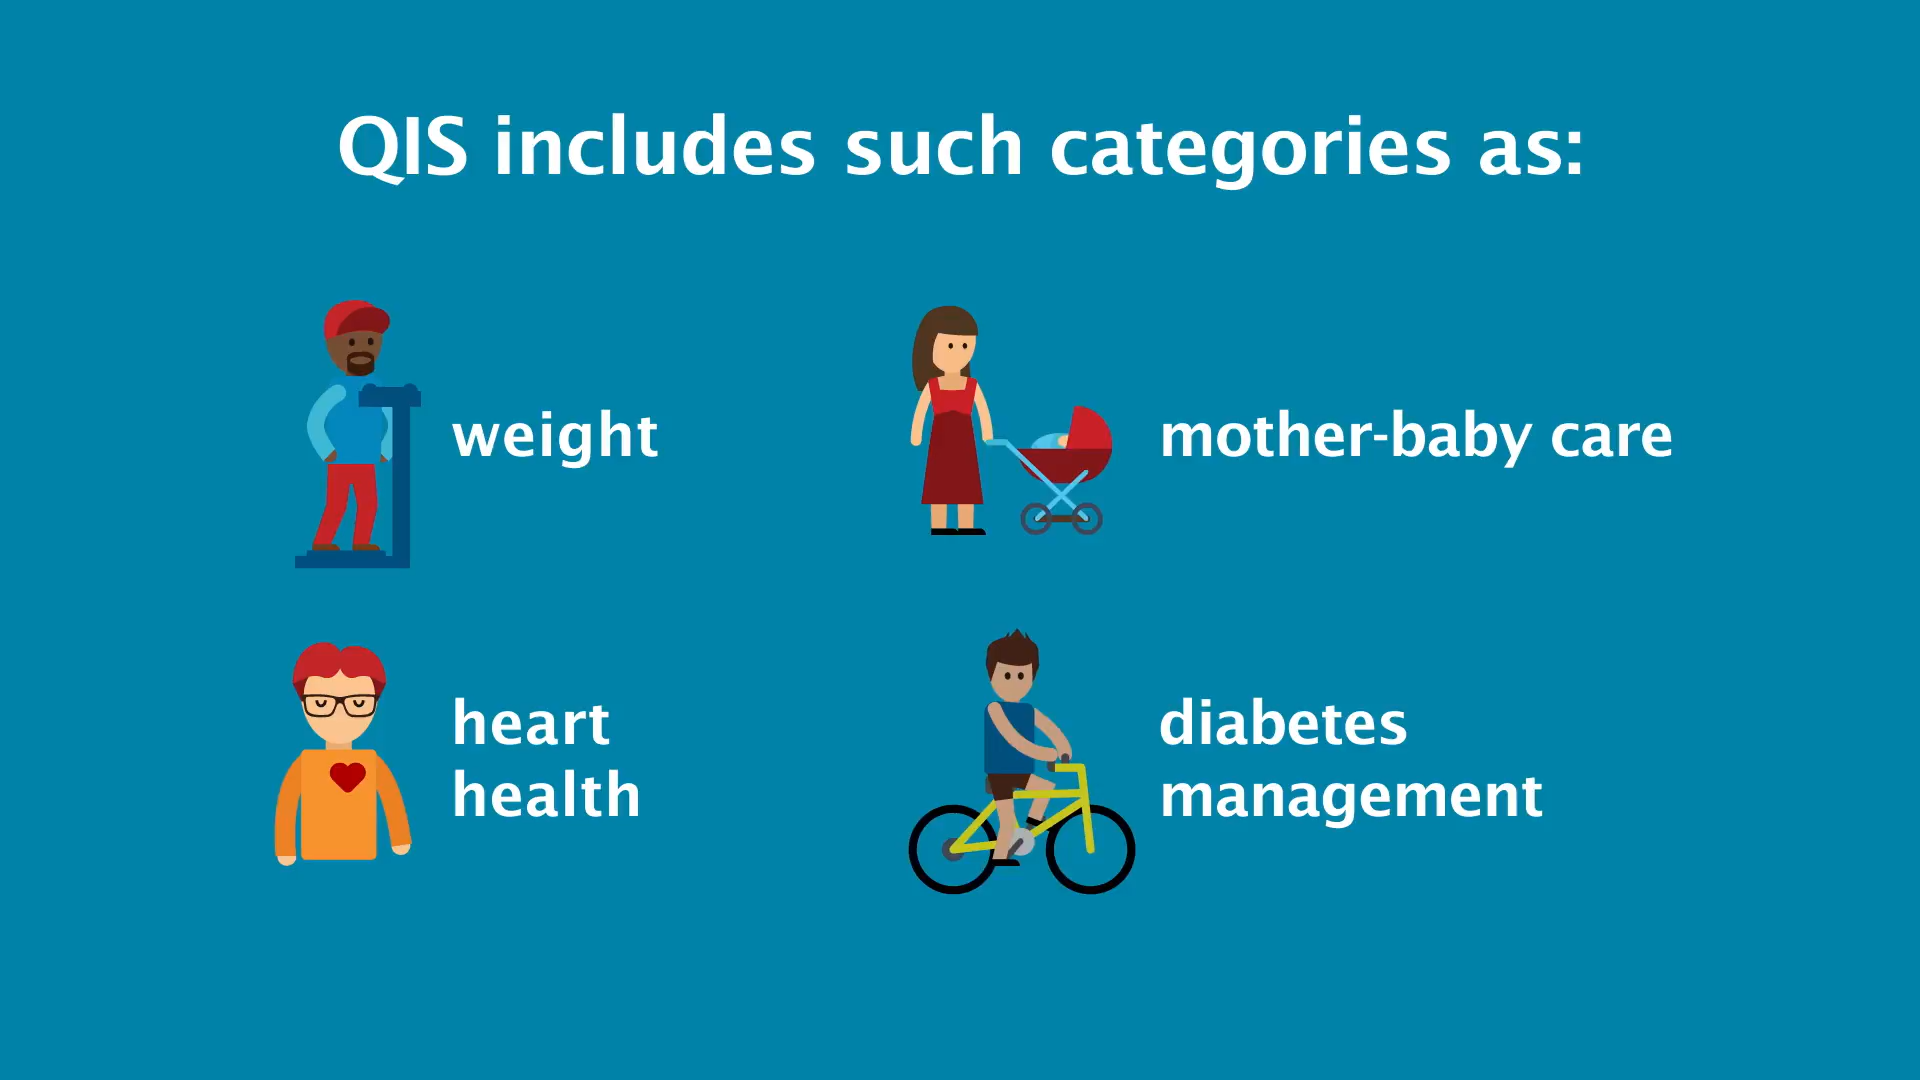 QIS includes such categories as:
weight
mother-baby care
heart
health
diabetes
management